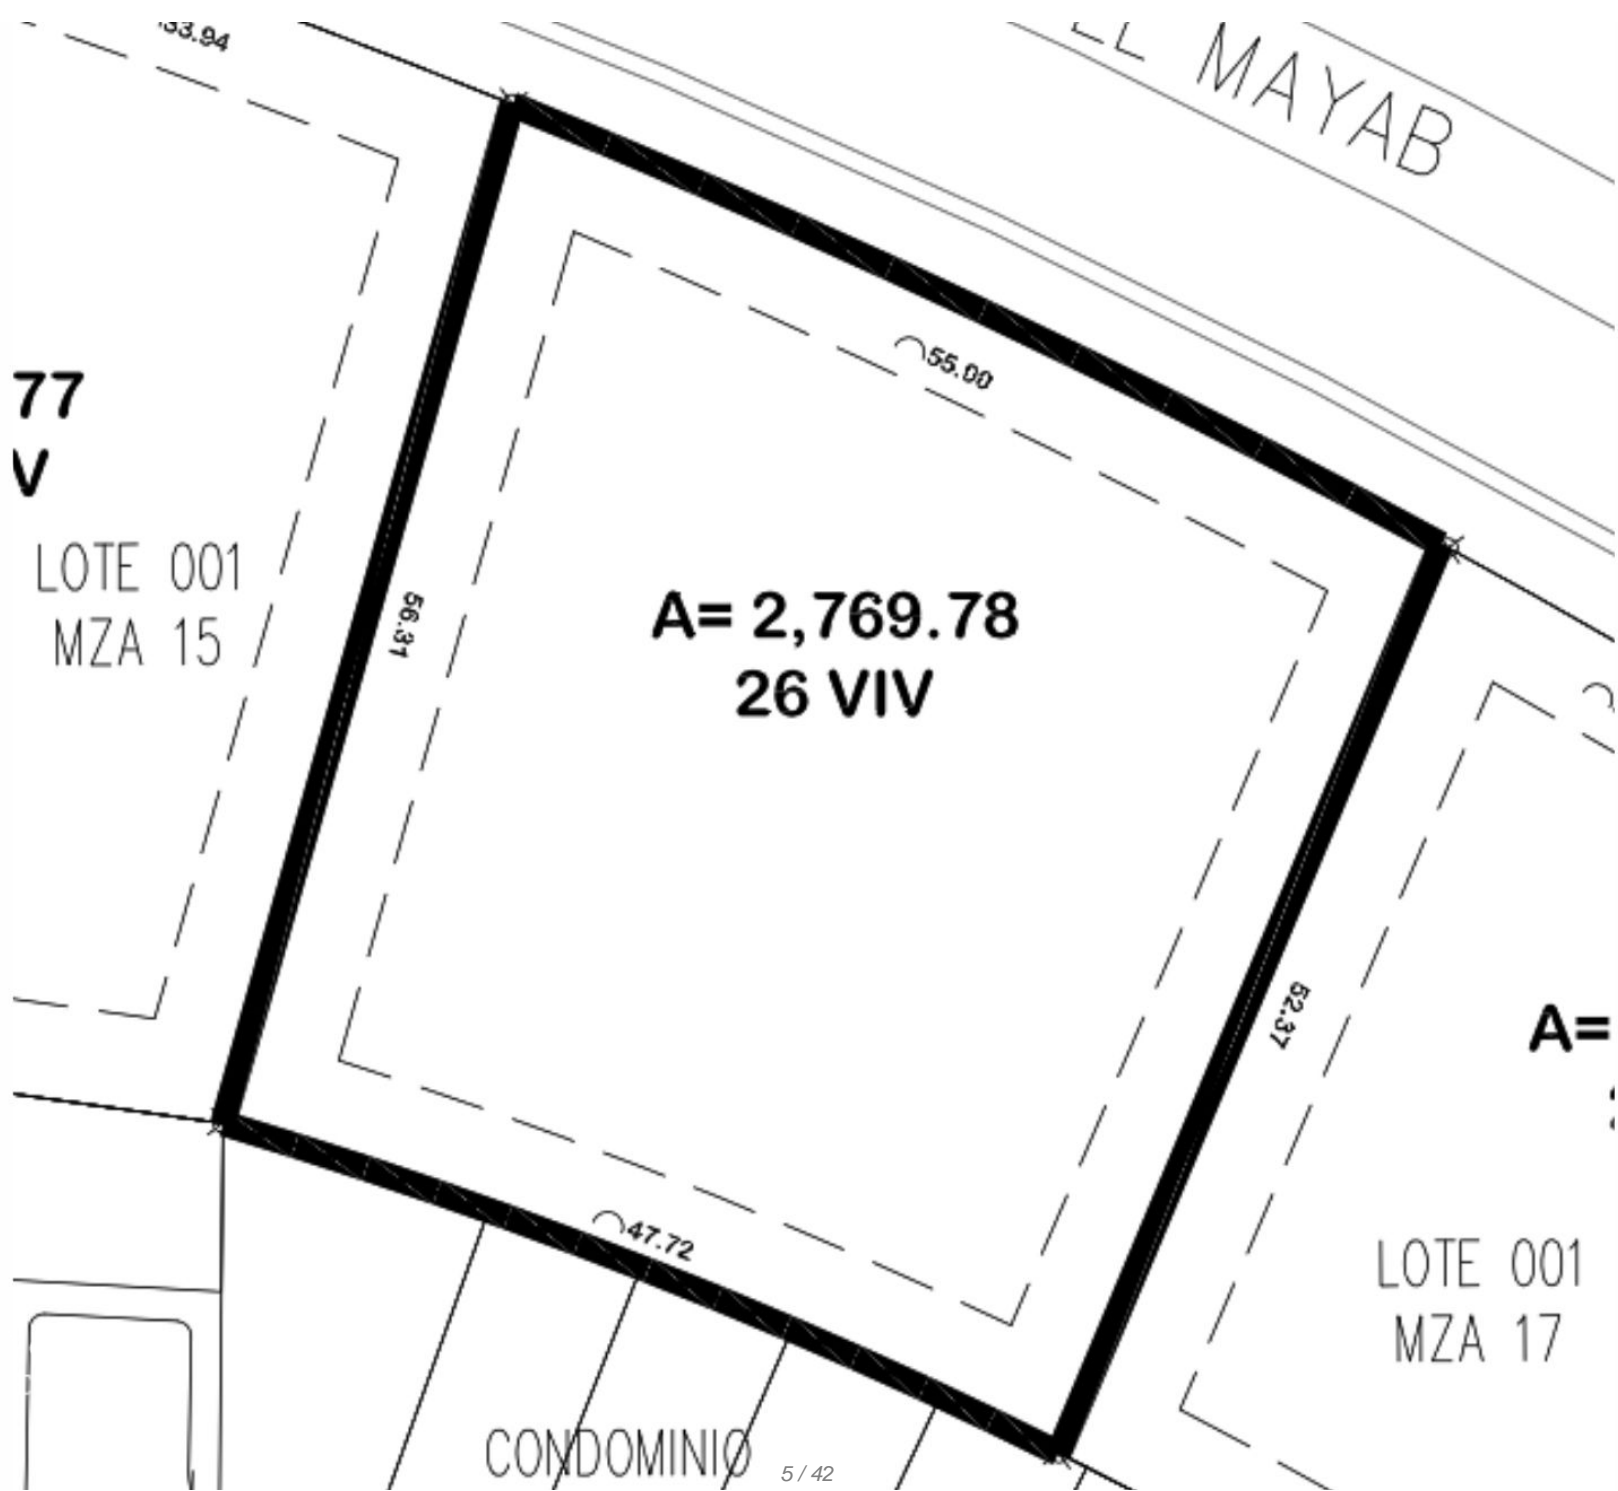 33.94
EL MAYAB
55.00
77
V
LOTE 001
MZA 15
56.31
A= 2,769.78
26 VIV
52.37
A=
47.72
LOTE 001
MZA 17
CONDOMINIO
5 / 42